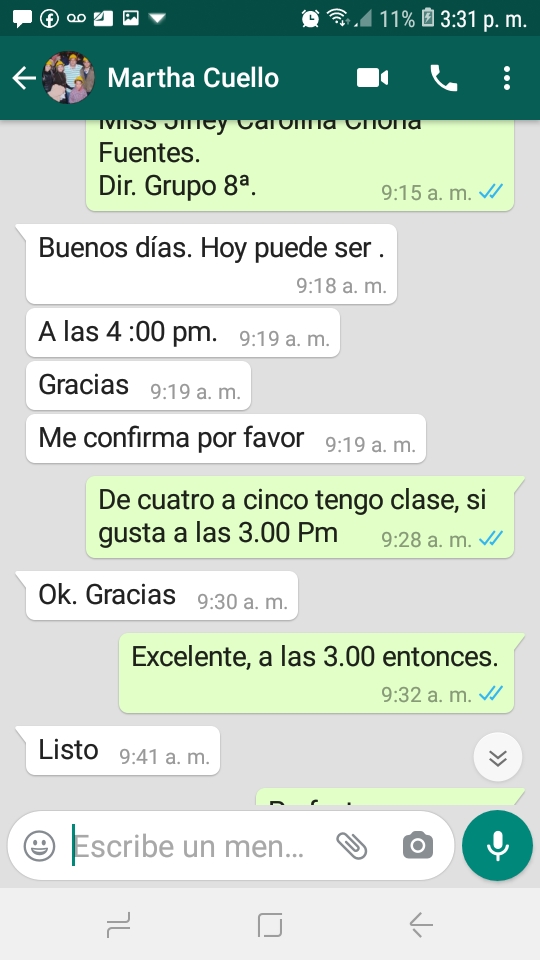 11% 3:31 p. m.
Martha Cuello
Miss Jiney Carolina Chona
Fuentes.
Dir. Grupo 8ª.
9:15 a. m.
Buenos días. Hoy puede ser .
9:18 a. m.
A las 4 :00 pm. 9:19 a. m.
Gracias 9:19 a. m.
Me confirma por favor 9:19 a. m.
De cuatro a cinco tengo clase, si
gusta a las 3.00 Pm 9:28 a. m.
Ok. Gracias 9:30 a. m.
Excelente, a las 3.00 entonces.
9:32 a. m.
Listo 9:41 a. m.
Escribe un men...